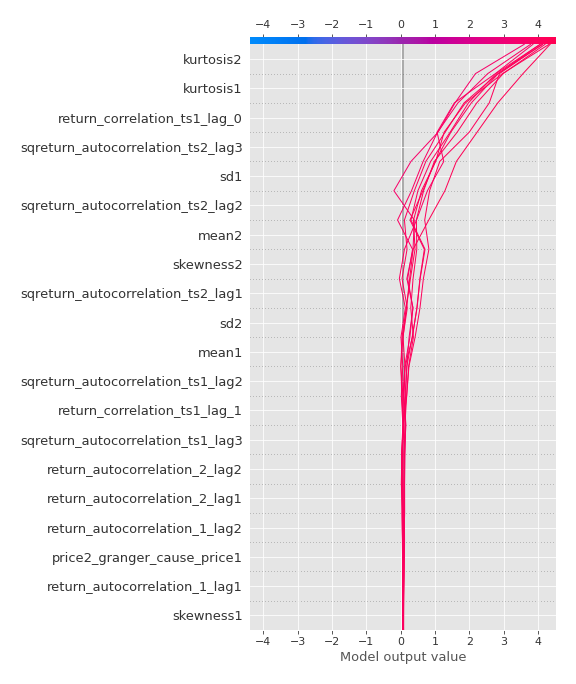 −4 −3 −2 −1 0 1 2 3 4
kurtosis2
kurtosis1
return_correlation_ts1_lag_0
sqreturn_autocorrelation_ts2_lag3
sd1
sqreturn_autocorrelation_ts2_lag2
mean2
skewness2
sqreturn_autocorrelation_ts2_lag1
sd2
mean1
sqreturn_autocorrelation_ts1_lag2
return_correlation_ts1_lag_1
sqreturn_autocorrelation_ts1_lag3
return_autocorrelation_2_lag2
return_autocorrelation_2_lag1
return_autocorrelation_1_lag2
price2_granger_cause_price1
return_autocorrelation_1_lag1
skewness1
−4 −3 −2 −1 0 1 2 3 4
Model output value